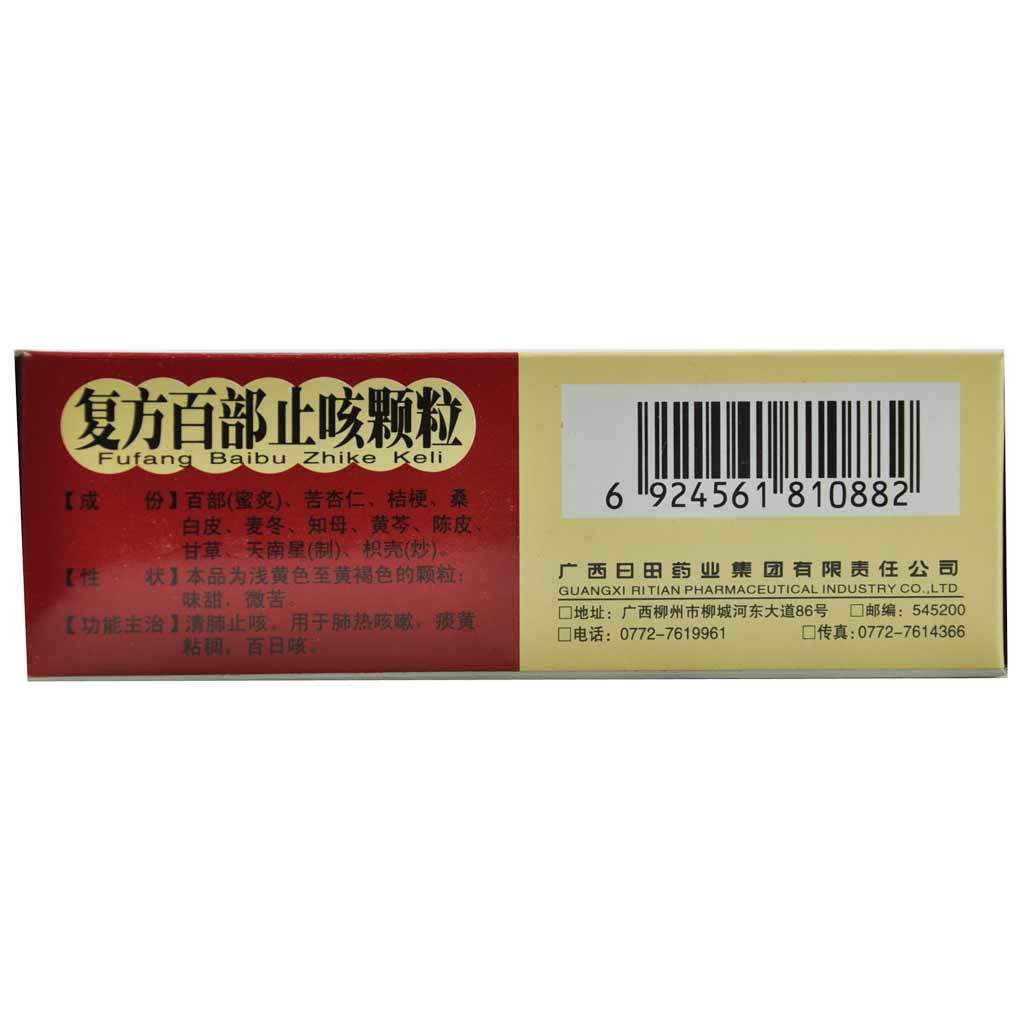 复方百部止咳颗粒
Fufang Baibu Zhike Keli
【成 份】百部(蜜炙)、苦杏仁、桔梗、桑
白皮、麦冬、知母、黄芩、陈皮、
甘草、天南星(制)、枳壳(炒)。
【性 状】本品为浅黄色至黄褐色的颗粒；
味甜，微苦。
【功能主治】清肺止咳。用于肺热咳嗽，痰黄
粘稠，百日咳。
6 924561 810882
广西日田药业集团有限责任公司
GUANGXI RITIAN PHARMACEUTICAL INDUSTRY CO.,LTD
□地址：广西柳州市柳城河东大道86号 □邮编：545200
□电话：0772-7619961 □传真:0772-7614366